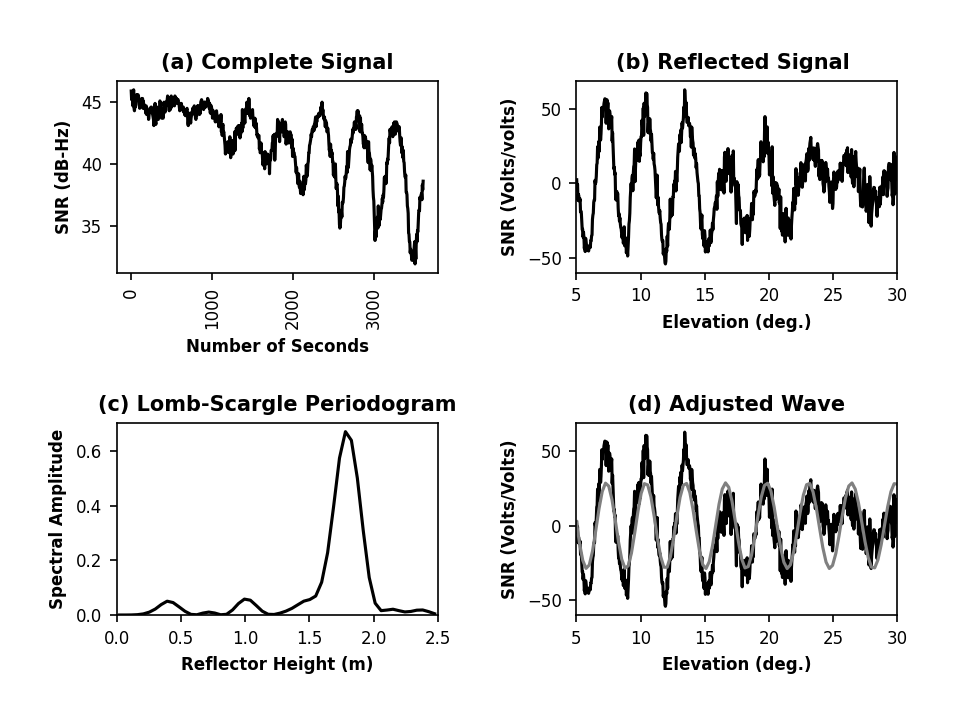 (a) Complete Signal
SNR (dB-Hz)
45
40
35
0
1000
2000
3000
Number of Seconds
(b) Reflected Signal
SNR (Volts/volts)
50
0
−50
5 10 15 20 25 30
Elevation (deg.)
(c) Lomb-Scargle Periodogram
Spectral Amplitude
0.6
0.4
0.2
0.0
0.0 0.5 1.0 1.5 2.0 2.5
Reflector Height (m)
(d) Adjusted Wave
SNR (Volts/Volts)
50
0
−50
5 10 15 20 25 30
Elevation (deg.)